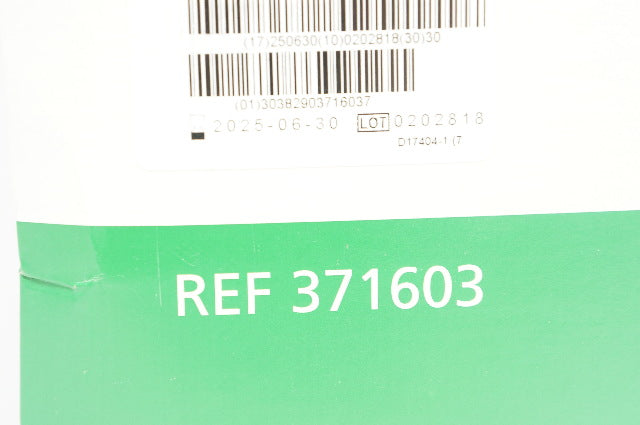 (17)250630(10)0202818(30)30
(01)30382903716037
2025-06-30 LOT 0202818
D17404-1 (7
REF 371603